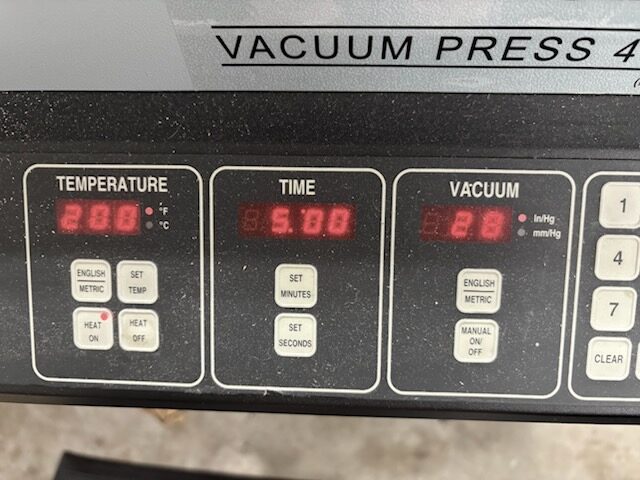 VACUUM PRESS 4
TEMPERATURE
200
°F
°C
ENGLISH
METRIC
SET
TEMP
HEAT
ON
HEAT
OFF
TIME
5.00
SET
MINUTES
SET
SECONDS
VACUUM
28
in/Hg
mm/Hg
ENGLISH
METRIC
MANUAL
ON/
OFF
1
4
7
CLEAR